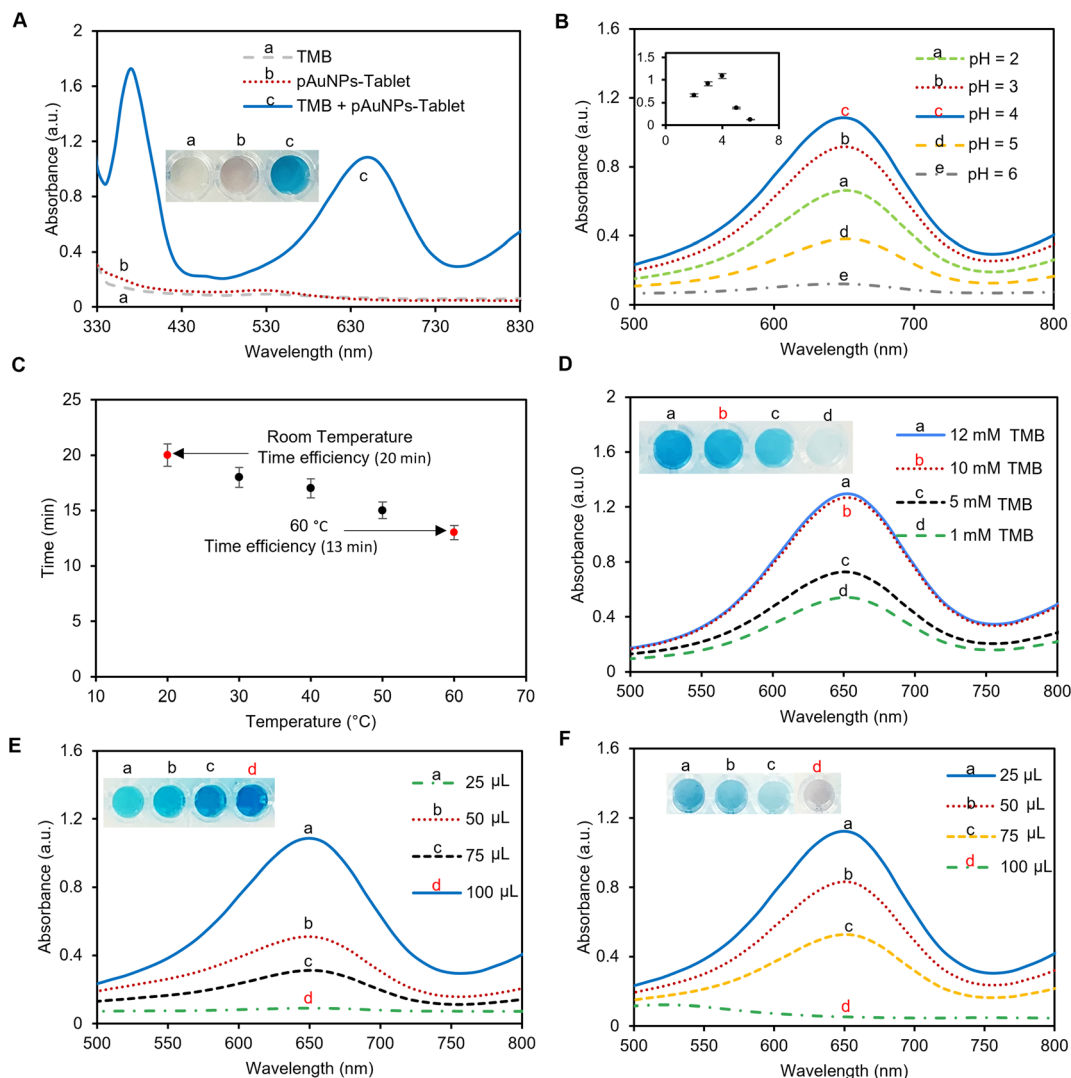 A
2
1.6
1.2
0.8
0.4
0
Absorbance (a.u.)
a
TMB
b
pAuNPs-Tablet
c
TMB + pAuNPs-Tablet
a b c
c
b
a
330 430 530 630 730 830
Wavelength (nm)
B
1.6
1.2
0.8
0.4
0
Absorbance (a.u.)
1.5
1
0.5
0
0 4 8
a
pH = 2
b
pH = 3
c
pH = 4
d
pH = 5
e
pH = 6
c
b
a
d
e
500 600 700 800
Wavelength (nm)
C
25
20
15
10
5
0
Time (min)
Room Temperature
Time efficiency (20 min)
60 °C
Time efficiency (13 min)
10 20 30 40 50 60 70
Temperature (°C)
D
2
1.6
1.2
0.8
0.4
0
Absorbance (a.u.0
a b c d
a
12 mM TMB
b
10 mM TMB
c
5 mM TMB
d
1 mM TMB
a
b
c
d
500 550 600 650 700 750 800
Wavelength (nm)
E
1.6
1.2
0.8
0.4
0
Absorbance (a.u.)
a b c d
a
25 µL
b
50 µL
c
75 µL
d
100 µL
a
b
c
d
500 550 600 650 700 750 800
Wavelength (nm)
F
1.6
1.2
0.8
0.4
0
Absorbance (a.u.)
a b c d
a
25 µL
b
50 µL
c
75 µL
d
100 µL
a
b
c
d
500 550 600 650 700 750 800
Wavelength (nm)